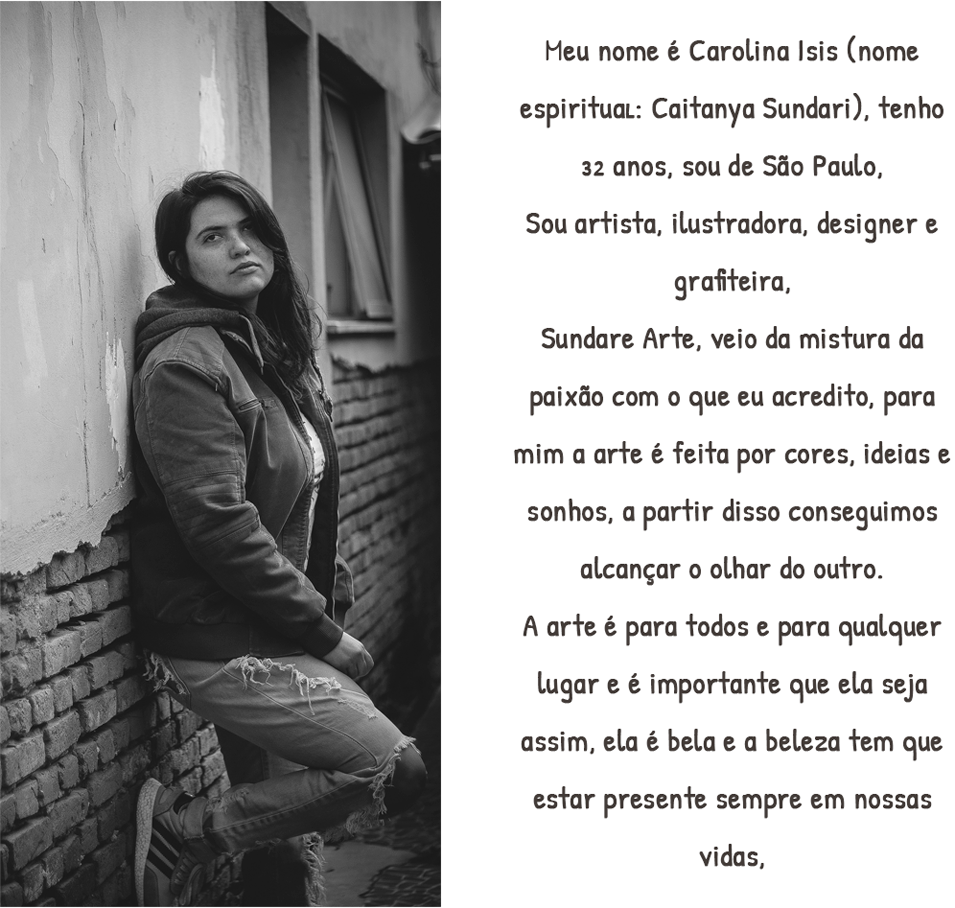 Meu nome é Carolina Isis (nome
espiritual: Caitanya Sundari), tenho
32 anos, sou de São Paulo,
Sou artista, ilustradora, designer e
grafiteira,
Sundare Arte, veio da mistura da
paixão com o que eu acredito, para
mim a arte é feita por cores, ideias e
sonhos, a partir disso conseguimos
alcançar o olhar do outro.
A arte é para todos e para qualquer
lugar e é importante que ela seja
assim, ela é bela e a beleza tem que
estar presente sempre em nossas
vidas,